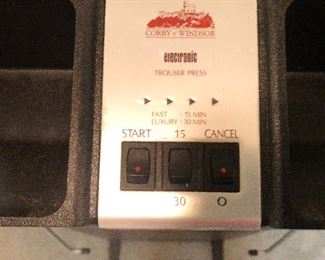 CORBY of WINDSOR
electronic
TROUSER PRESS
FAST : 15 MIN
LUXURY : 30 MIN
START 15 CANCEL
30 O